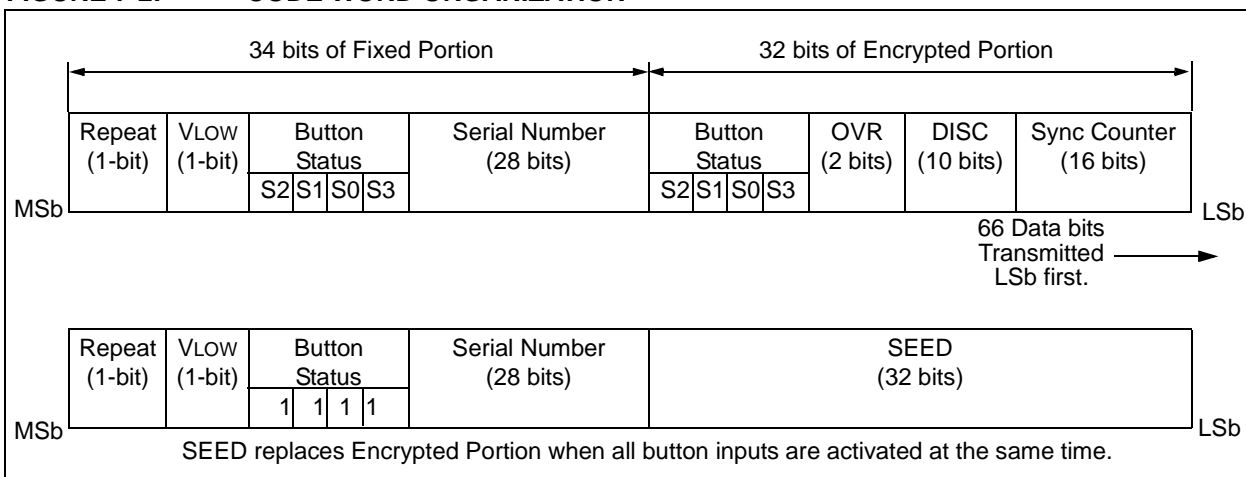 34 bits of Fixed Portion 32 bits of Encrypted Portion
Repeat VLOW Button Serial Number Button OVR DISC Sync Counter
(1-bit) (1-bit) Status (28 bits) Status (2 bits) (10 bits) (16 bits)
S2 S1 S0 S3 S2 S1 S0 S3
MSb LSb
66 Data bits
Transmitted
LSb first.
Repeat VLOW Button Serial Number SEED
(1-bit) (1-bit) Status (28 bits) (32 bits)
1 1 1 1
MSb LSb
SEED replaces Encrypted Portion when all button inputs are activated at the same time.